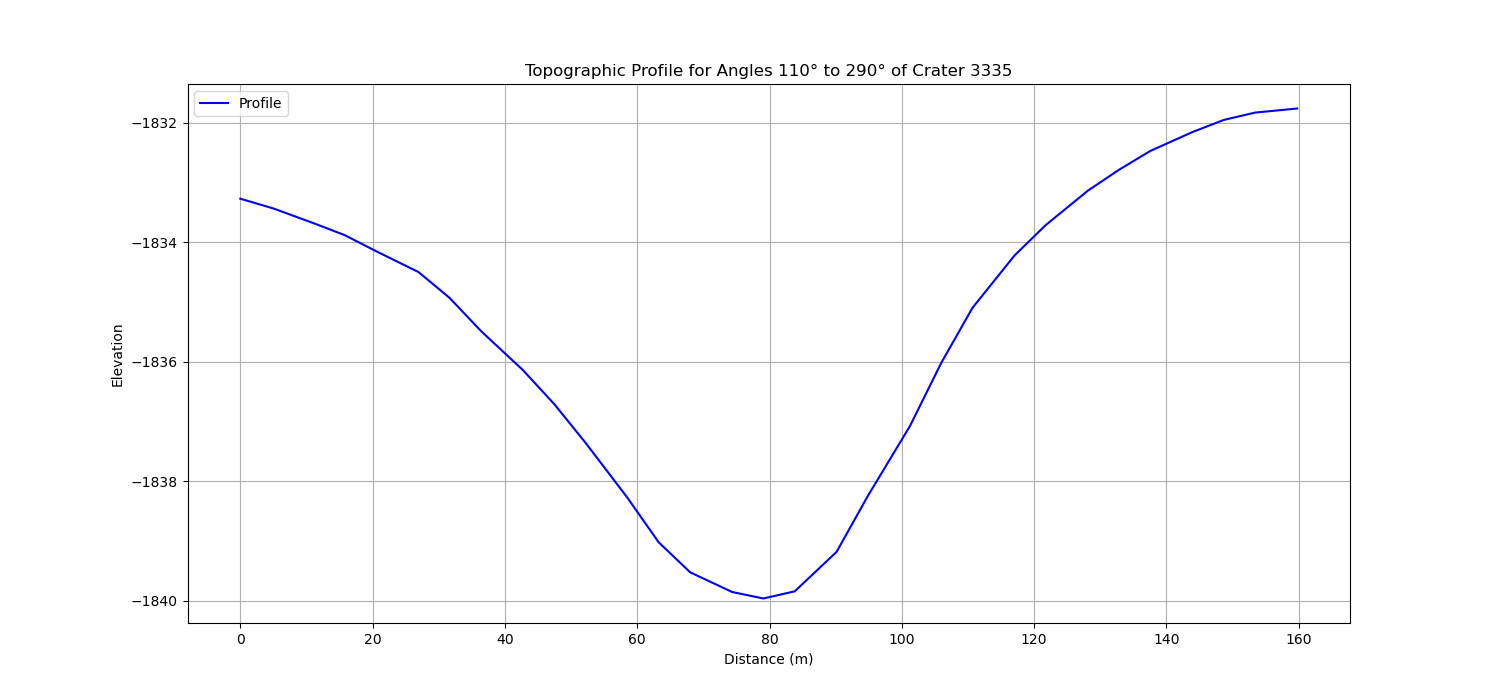 Topographic Profile for Angles 110° to 290° of Crater 3335
Profile
−1832
−1834
−1836
−1838
−1840
Elevation
0 20 40 60 80 100 120 140 160
Distance (m)